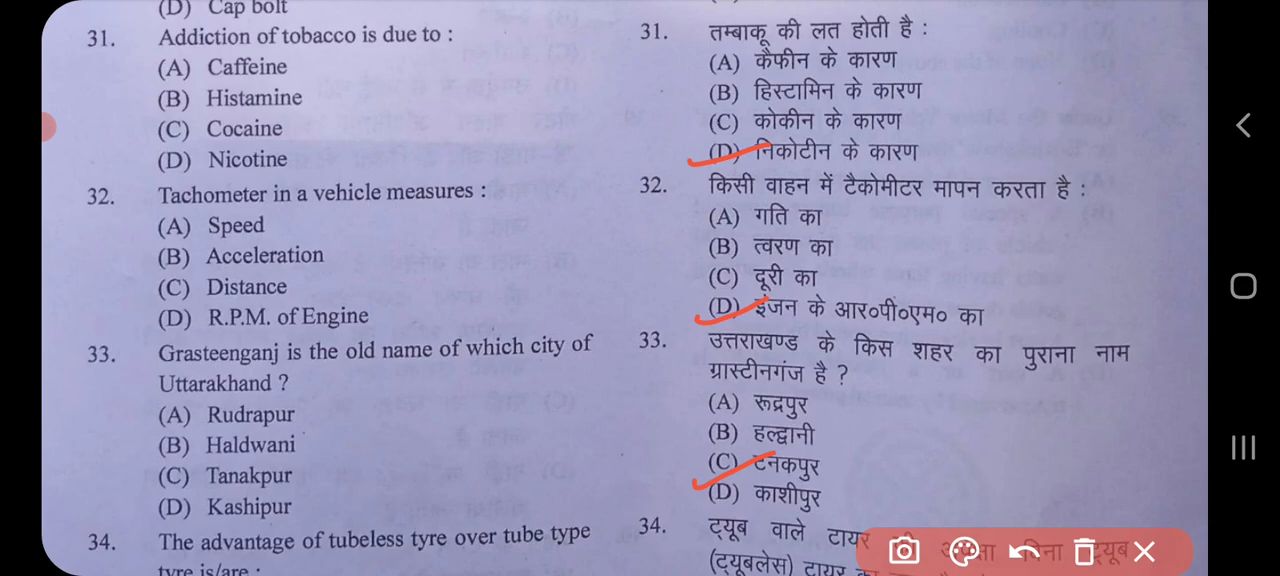 (D) Cap bolt
31. Addiction of tobacco is due to :
(A) Caffeine
(B) Histamine
(C) Cocaine
(D) Nicotine
32. Tachometer in a vehicle measures :
(A) Speed
(B) Acceleration
(C) Distance
(D) R.P.M. of Engine
33. Grasteenganj is the old name of which city of
Uttarakhand ?
(A) Rudrapur
(B) Haldwani
(C) Tanakpur
(D) Kashipur
34. The advantage of tubeless tyre over tube type
tyre is/are :
31. तम्बाकू की लत होती है :
(A) कैफीन के कारण
(B) हिस्टामिन के कारण
(C) कोकीन के कारण
(D) निकोटीन के कारण
32. किसी वाहन में टैकोमीटर मापन करता है :
(A) गति का
(B) त्वरण का
(C) दूरी का
(D) इंजन के आर०पी०एम० का
33. उत्तराखण्ड के किस शहर का पुराना नाम
ग्रास्टीनगंज है ?
(A) रूद्रपुर
(B) हल्द्वानी
(C) टनकपुर
(D) काशीपुर
34. ट्यूब वाले टायर बिना ट्यूब
(ट्यूबलेस) टायर